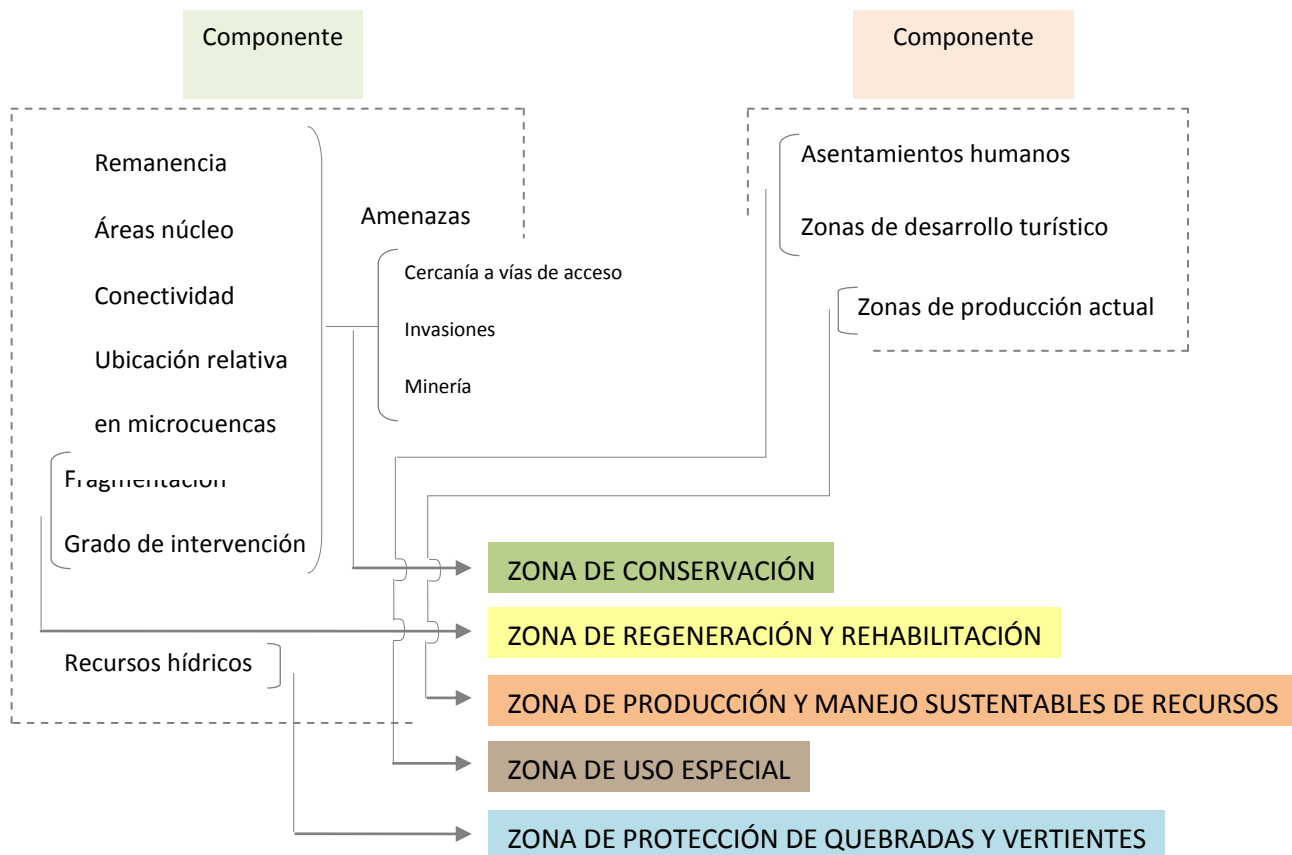 Componente
Remanencia
Áreas núcleo
Conectividad
Ubicación relativa
en microcuencas
Fragmentación
Grado de intervención
Recursos hídricos
Amenazas
Cercanía a vías de acceso
Invasiones
Minería
Componente
Asentamientos humanos
Zonas de desarrollo turístico
Zonas de producción actual
ZONA DE CONSERVACIÓN
ZONA DE REGENERACIÓN Y REHABILITACIÓN
ZONA DE PRODUCCIÓN Y MANEJO SUSTENTABLES DE RECURSOS
ZONA DE USO ESPECIAL
ZONA DE PROTECCIÓN DE QUEBRADAS Y VERTIENTES